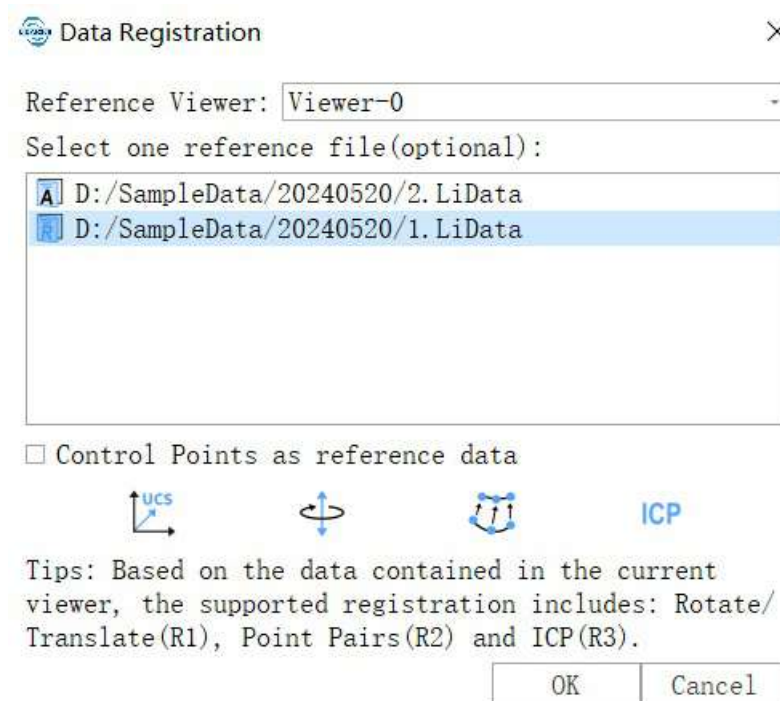 Data Registration
Reference Viewer: Viewer-0
Select one reference file(optional):
A D:/SampleData/20240520/2.LiData
R D:/SampleData/20240520/1.LiData
Control Points as reference data
UCS ICP
Tips: Based on the data contained in the current
viewer, the supported registration includes: Rotate/
Translate(R1), Point Pairs(R2) and ICP(R3).
OK Cancel